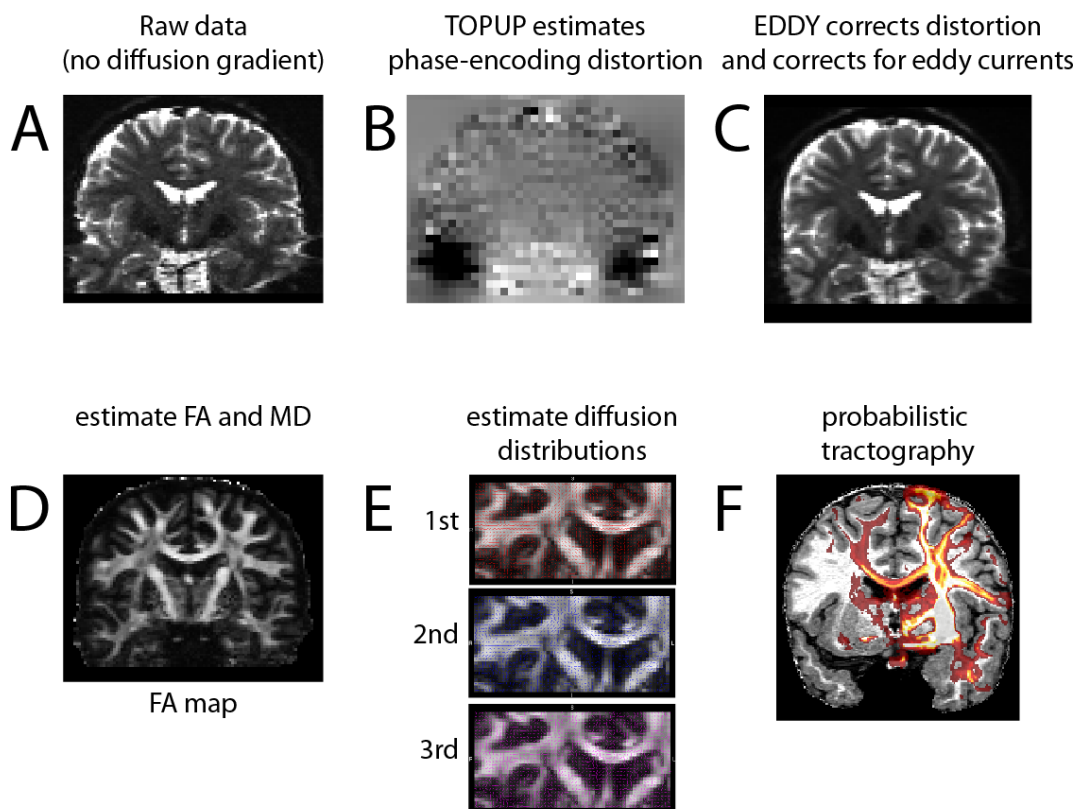 Raw data
(no diffusion gradient)
TOPUP estimates
phase-encoding distortion
EDDY corrects distortion
and corrects for eddy currents
A
B
C
estimate FA and MD
estimate diffusion
distributions
probabilistic
tractography
D
E
F
1st
2nd
3rd
FA map